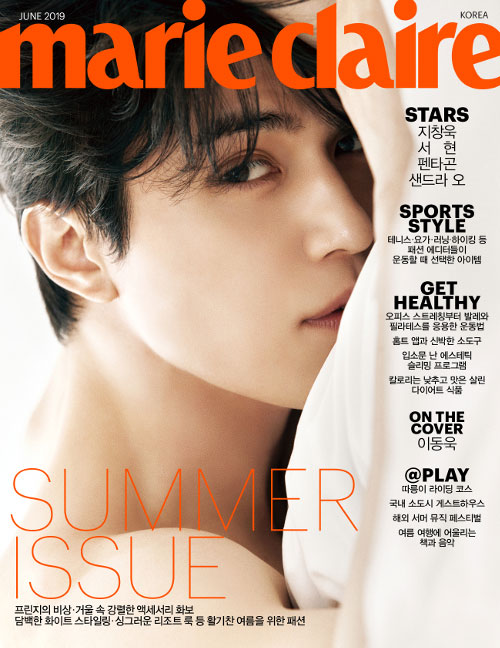 JUNE 2019
KOREA
marie claire
STARS
지창욱
서 현
펜타곤
샌드라 오
SPORTS
STYLE
테니스·요가·러닝·하이킹 등
패션 에디터들이
운동할 때 선택한 아이템
GET
HEALTHY
오피스 스트레칭부터 발레와
필라테스를 응용한 운동법
홈트 앱과 신박한 소도구
입소문 난 에스테틱
슬리밍 프로그램
칼로리는 낮추고 맛은 살린
다이어트 식품
ON THE
COVER
이동욱
@PLAY
따릉이 라이딩 코스
국내 소도시 게스트하우스
해외 서머 뮤직 페스티벌
여름 여행에 어울리는
책과 음악
SUMMER
ISSUE
프린지의 비상·거울 속 강렬한 액세서리 화보
담백한 화이트 스타일링·싱그러운 리조트 룩 등 활기찬 여름을 위한 패션